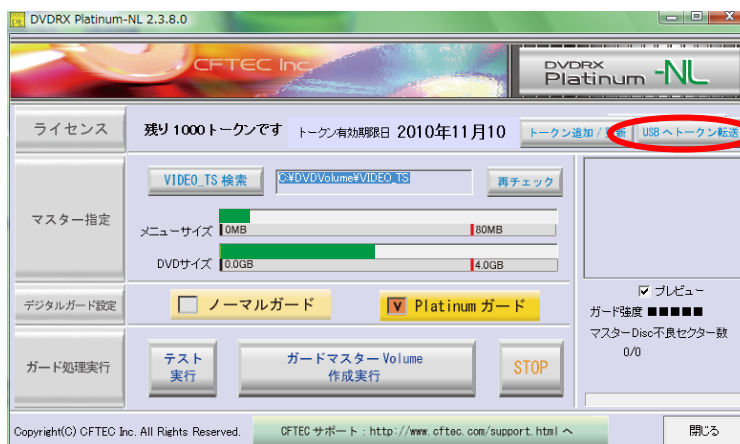 DVDRX Platinum-NL 2.3.8.0
CFTEC Inc.
DVDRX
Platinum -NL
ライセンス
残り 1000トークンです トークン有効期限日 2010年11月10
トークン追加 / 更新
USB へトークン転送
マスター指定
VIDEO_TS 検索
C:¥DVDVolume¥VIDEO_TS
再チェック
メニューサイズ 0MB 80MB
DVDサイズ 0.0GB 4.0GB
デジタルガード設定
ノーマルガード
V Platinum ガード
プレビュー
ガード強度 ■■■■■
マスターDisc不良セクター数
0/0
ガード処理実行
テスト
実行
ガードマスター Volume
作成実行
STOP
Copyright(C) CFTEC Inc. All Rights Reserved.
CFTEC サポート : http://www.cftec.com/support.html へ
閉じる